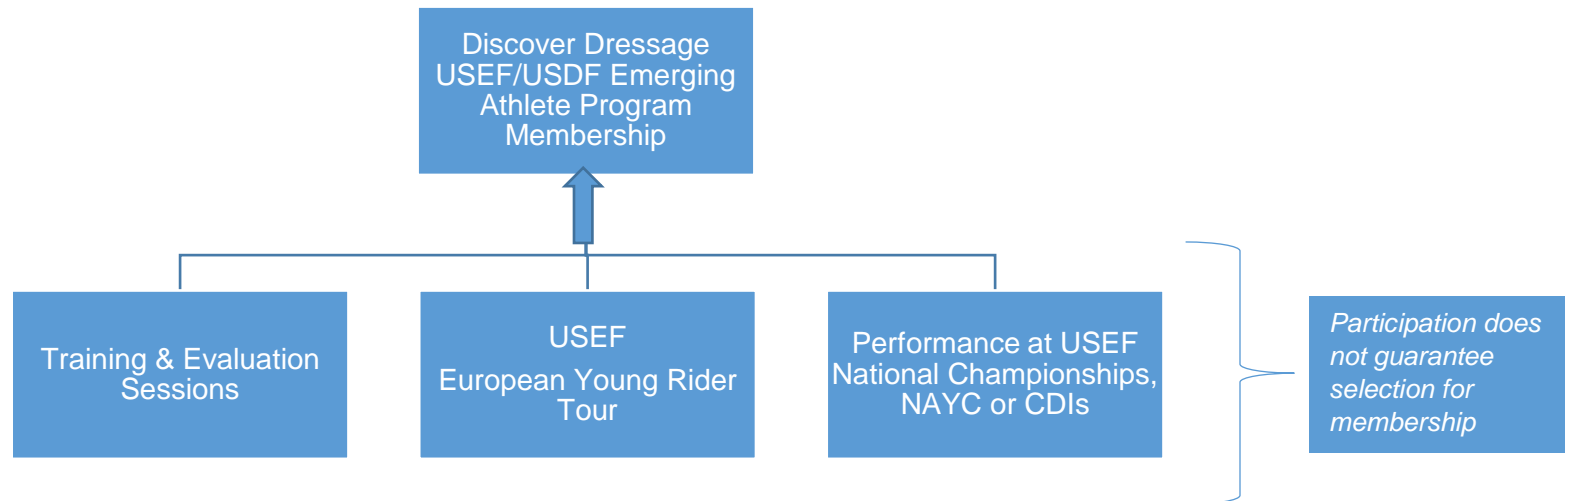 Discover Dressage
USEF/USDF Emerging
Athlete Program
Membership
Training & Evaluation
Sessions
USEF
European Young Rider
Tour
Performance at USEF
National Championships,
NAYC or CDIs
Participation does
not guarantee
selection for
membership